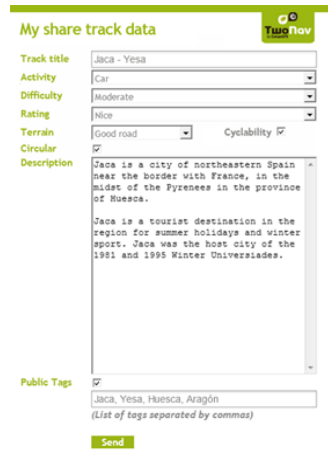 My share track data
TwoNav
Track title Jaca - Yesa
Activity Car
Difficulty Moderate
Rating Nice
Terrain Good road Cyclability
Circular
Description Jaca is a city of northeastern Spain
near the border with France, in the
midst of the Pyrenees in the province
of Huesca.
Jaca is a tourist destination in the
region for summer holidays and winter
sport. Jaca was the host city of the
1981 and 1995 Winter Universiades.
Public Tags
Jaca, Yesa, Huesca, Aragón
(List of tags separated by commas)
Send